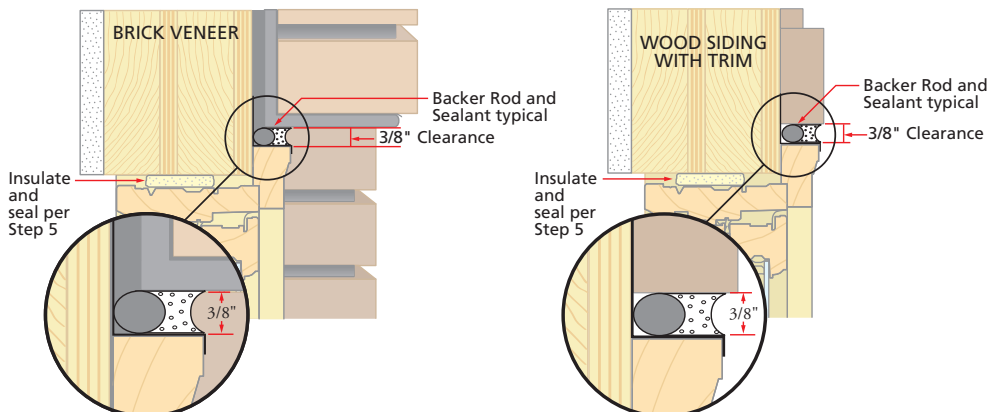 BRICK VENEER
Backer Rod and
Sealant typical
3/8" Clearance
Insulate
and
seal per
Step 5
3/8"
WOOD SIDING
WITH TRIM
Backer Rod and
Sealant typical
3/8" Clearance
Insulate
and
seal per
Step 5
3/8"